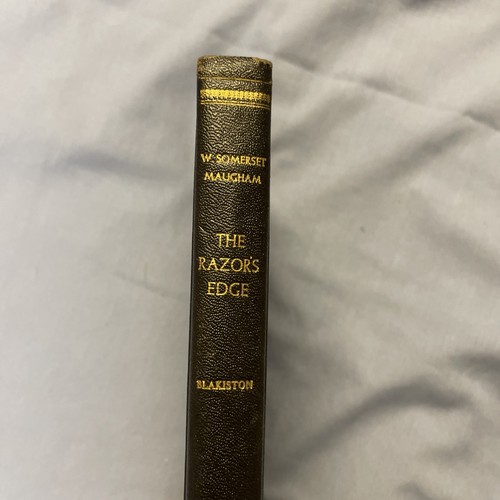 W. SOMERSET
MAUGHAM
THE
RAZOR'S
EDGE
BLAKISTON